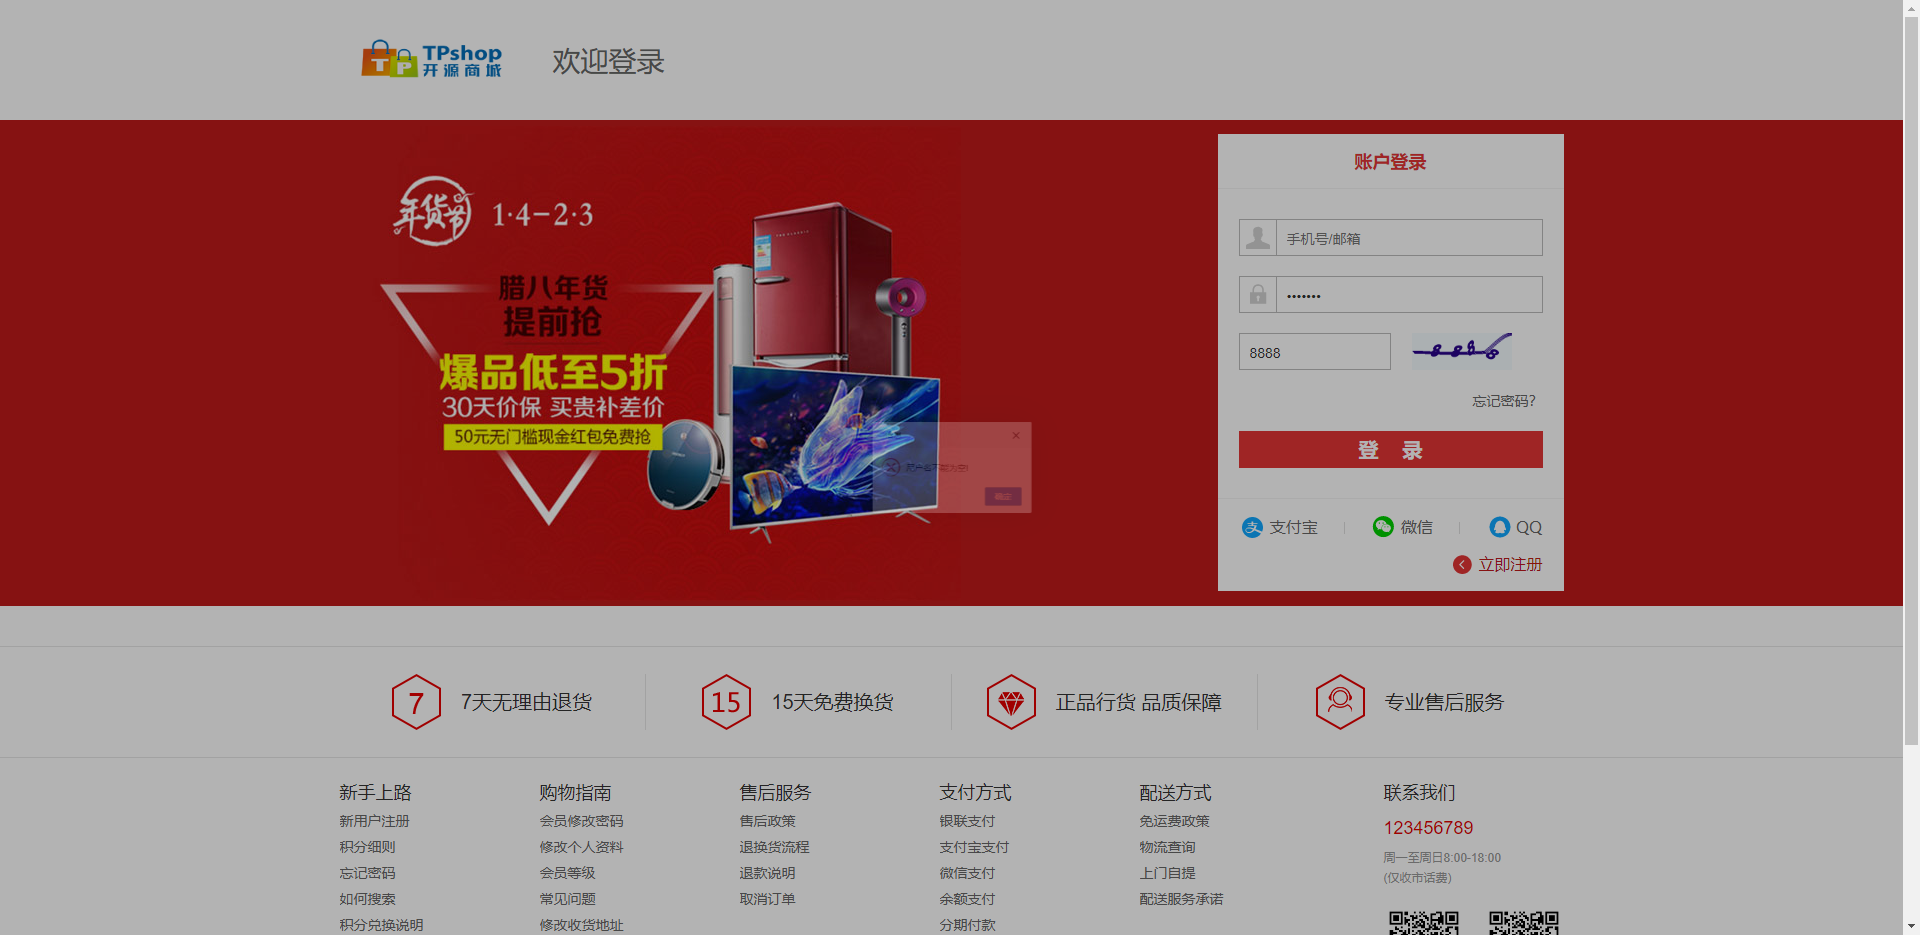 TPshop
开源商城
欢迎登录
年货节
1·4-2·3
腊八年货
提前抢
爆品低至5折
30天价保 买贵补差价
50元无门槛现金红包免费抢
账户登录
手机号/邮箱
•••••••
8888
8888
忘记密码?
登 录
支付宝
微信
QQ
立即注册
用户名不能为空!
确定
7
7天无理由退货
15
15天免费换货
正品行货 品质保障
专业售后服务
新手上路
新用户注册
积分细则
忘记密码
如何搜索
积分兑换说明
购物指南
会员修改密码
修改个人资料
会员等级
常见问题
修改收货地址
售后服务
售后政策
退换货流程
退款说明
取消订单
支付方式
银联支付
支付宝支付
微信支付
余额支付
分期付款
配送方式
免运费政策
物流查询
上门自提
配送服务承诺
联系我们
123456789
周一至周日8:00-18:00
(仅收市话费)